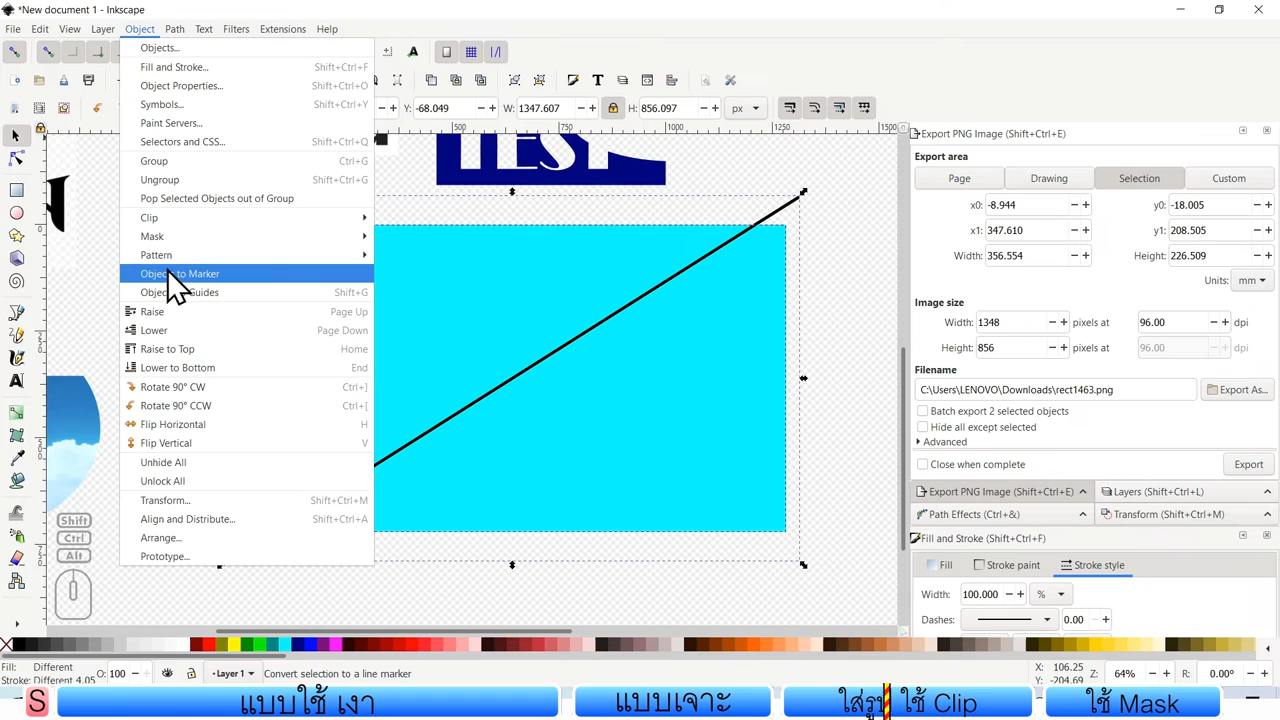 *New document 1 - Inkscape
File Edit View Layer Object Path Text Filters Extensions Help
Y: -68.049 W: 1347.607 H: 856.097 px
500 750 1000 1250 1500
TEST
Objects...
Fill and Stroke... Shift+Ctrl+F
Object Properties... Shift+Ctrl+O
Symbols... Shift+Ctrl+Y
Paint Servers...
Selectors and CSS... Shift+Ctrl+Q
Group Ctrl+G
Ungroup Shift+Ctrl+G
Pop Selected Objects out of Group
Clip
Mask
Pattern
Objects to Marker
Objects to Guides Shift+G
Raise Page Up
Lower Page Down
Raise to Top Home
Lower to Bottom End
Rotate 90° CW Ctrl+]
Rotate 90° CCW Ctrl+[
Flip Horizontal H
Flip Vertical V
Unhide All
Unlock All
Transform... Shift+Ctrl+M
Align and Distribute... Shift+Ctrl+A
Arrange...
Prototype...
Shift
Ctrl
Alt
Export PNG Image (Shift+Ctrl+E)
Export area
Page Drawing Selection Custom
x0: -8.944 y0: -18.005
x1: 347.610 y1: 208.505
Width: 356.554 Height: 226.509
Units: mm
Image size
Width: 1348 pixels at 96.00 dpi
Height: 856 pixels at 96.00 dpi
Filename
C:\Users\LENOVO\Downloads\rect1463.png Export As...
Batch export 2 selected objects
Hide all except selected
Advanced
Close when complete Export
Export PNG Image (Shift+Ctrl+E) Layers (Shift+Ctrl+L)
Path Effects (Ctrl+&) Transform (Shift+Ctrl+M)
Fill and Stroke (Shift+Ctrl+F)
Fill Stroke paint Stroke style
Width: 100.000 %
Dashes: 0.00
Fill: Different
Stroke: Different 4.05 O: 100 Layer 1 Convert selection to a line marker X: 106.25 Y: -204.69 Z: 64% R: 0.00°
S แบบใช้ เงา แบบเจาะ ใส่รูป ใช้ Clip ใช้ Mask